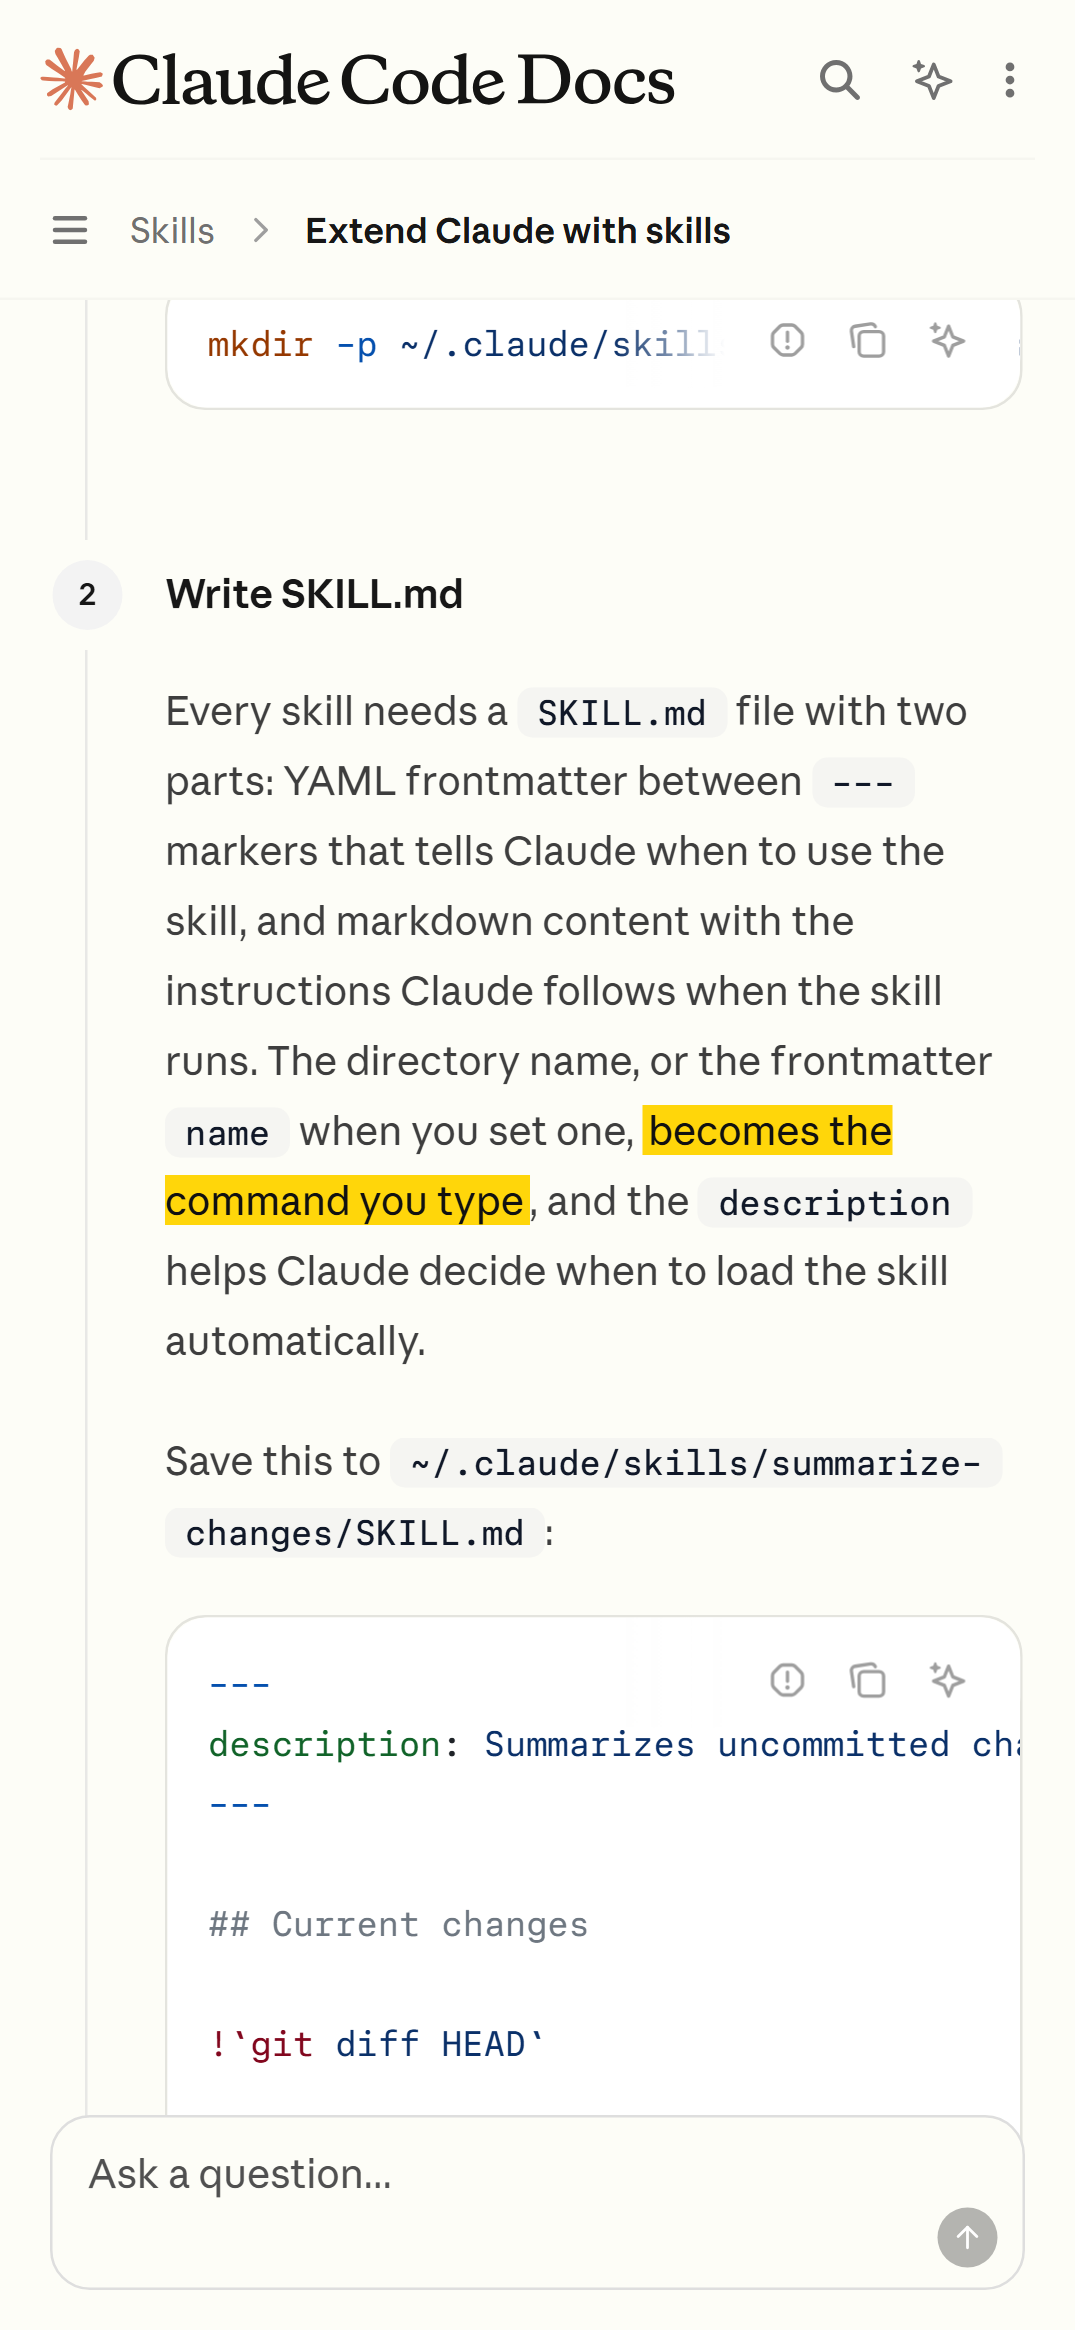 Claude Code Docs
Skills > Extend Claude with skills
mkdir -p ~/.claude/skill
2
Write SKILL.md
Every skill needs a SKILL.md file with two
parts: YAML frontmatter between ---
markers that tells Claude when to use the
skill, and markdown content with the
instructions Claude follows when the skill
runs. The directory name, or the frontmatter
name when you set one, becomes the
command you type, and the description
helps Claude decide when to load the skill
automatically.
Save this to ~/.claude/skills/summarize-
changes/SKILL.md:
---
description: Summarizes uncommitted cha
---
## Current changes
!`git diff HEAD`
Ask a question...